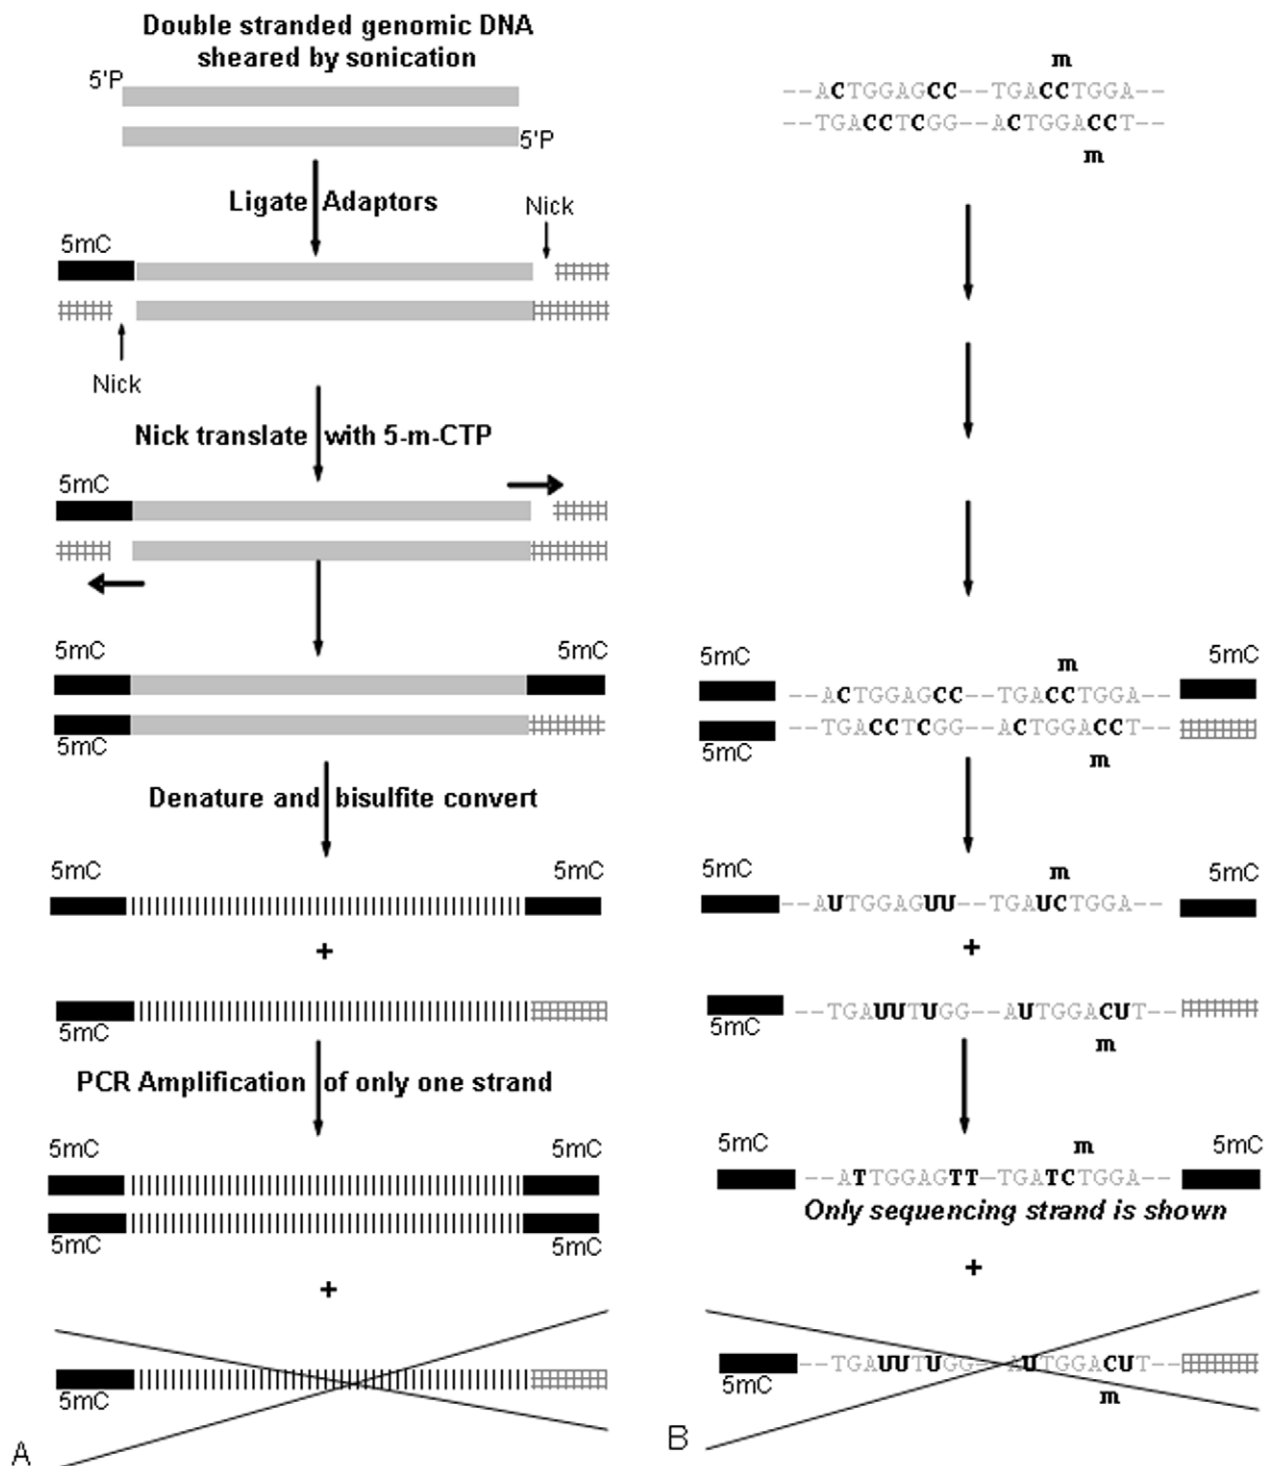 Double stranded genomic DNA
sheared by sonication
5'P
5'P
Ligate Adaptors
Nick
5mC
Nick
Nick translate with 5-m-CTP
5mC
5mC
5mC
5mC
Denature and bisulfite convert
5mC
5mC
+
5mC
PCR Amplification of only one strand
5mC
5mC
5mC
5mC
+
5mC
A
m
--ACTGGAGCC--TGACCTGGA--
--TGACCTCGG--ACTGGACCT--
m
5mC
5mC
m
--ACTGGAGCC--TGACCTGGA--
--TGACCTCGG--ACTGGACCT--
5mC
m
5mC
5mC
m
--AUTGGAGUU--TGAUCTGGA--
+
--TGAUUTUGG--AUTGGACUT--
5mC
m
5mC
5mC
m
--ATTGGAGTT--TGATCTGGA--
Only sequencing strand is shown
+
--TGAUUTUGG--AUTGGACUT--
5mC
m
B